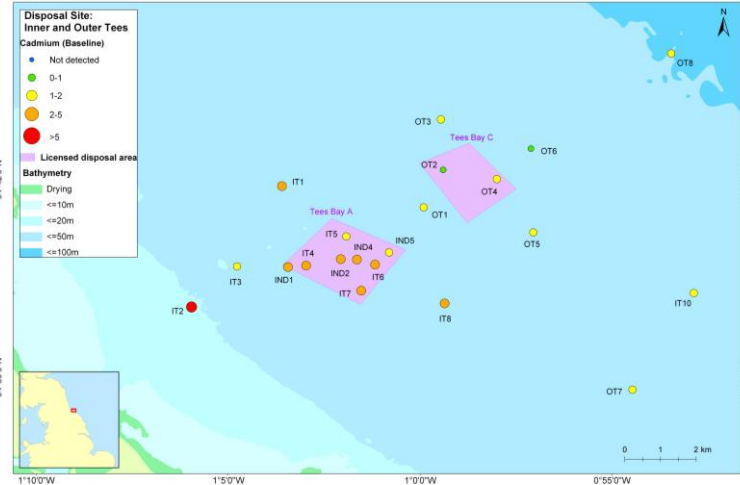 Disposal Site:
Inner and Outer Tees
Cadmium (Baseline)
Not detected
0-1
1-2
2-5
>5
Licensed disposal area
Bathymetry
Drying
<=10m
<=20m
<=50m
<=100m
N
OT8
OT3
Tees Bay C
OT6
OT2
OT4
IT1
OT1
Tees Bay A
OT5
IT5
IND4
IND5
IT4
IT3
IND1
IND2
IT6
IT7
IT10
IT2
IT8
OT7
0 1 2 km
1°10'0"W 1°5'0"W 1°0'0"W 0°55'0"W